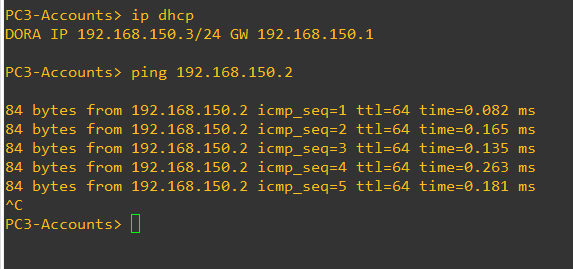 PC3-Accounts> ip dhcp
DORA IP 192.168.150.3/24 GW 192.168.150.1
PC3-Accounts> ping 192.168.150.2
84 bytes from 192.168.150.2 icmp_seq=1 ttl=64 time=0.082 ms
84 bytes from 192.168.150.2 icmp_seq=2 ttl=64 time=0.165 ms
84 bytes from 192.168.150.2 icmp_seq=3 ttl=64 time=0.135 ms
84 bytes from 192.168.150.2 icmp_seq=4 ttl=64 time=0.263 ms
84 bytes from 192.168.150.2 icmp_seq=5 ttl=64 time=0.181 ms
^C
PC3-Accounts>